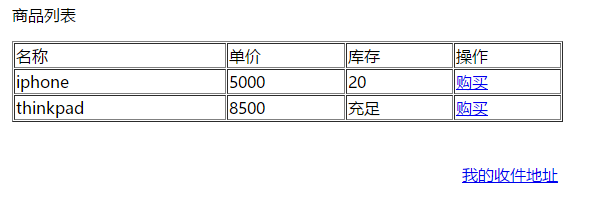 商品列表
名称 单价 库存 操作
iphone 5000 20 购买
thinkpad 8500 充足 购买
我的收件地址